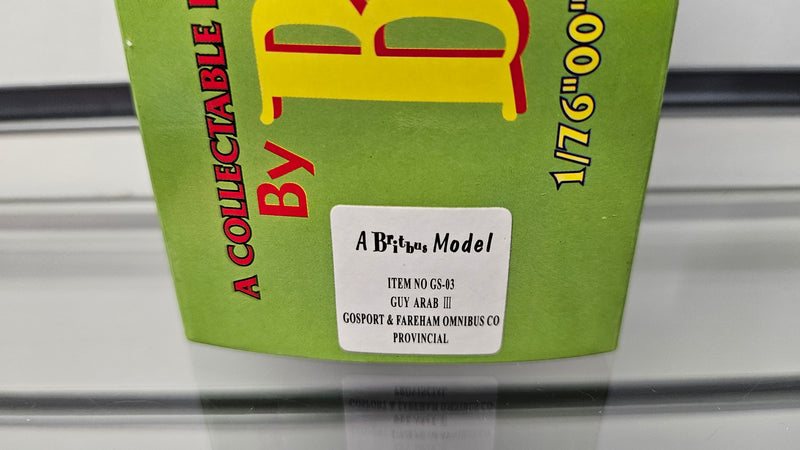 A COLLECTABLE
By B
1/76"00"
A Britbus Model
ITEM NO GS-03
GUY ARAB III
GOSPORT & FAREHAM OMNIBUS CO
PROVINCIAL